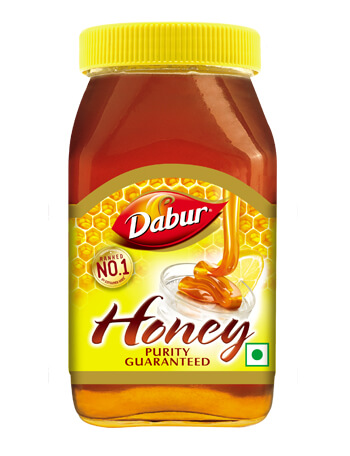 Dabur
RANKED
NO.1
Honey
PURITY
GUARANTEED